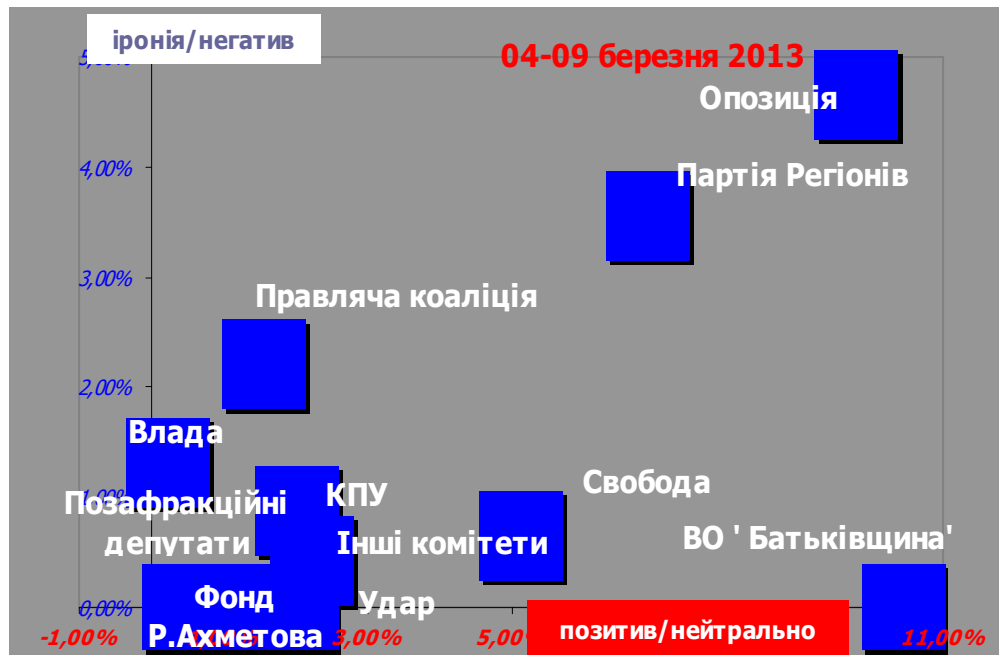 іронія/негатив
04-09 березня 2013
Опозиція
4,00%
Партія Регіонів
3,00%
Правляча коаліція
2,00%
Влада
Свобода
КПУ
Позафракційні
депутати
Інші комітети
ВО ' Батьківщина'
Фонд
Р.Ахметова
Удар
0,00%
позитив/нейтрально
-1,00%
3,00%
11,00%